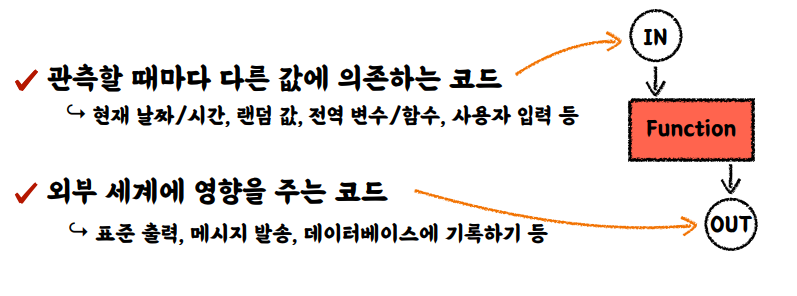 ✓ 관측할 때마다 다른 값에 의존하는 코드
↪ 현재 날짜/시간, 랜덤 값, 전역 변수/함수, 사용자 입력 등
✓ 외부 세계에 영향을 주는 코드
↪ 표준 출력, 메시지 발송, 데이터베이스에 기록하기 등
IN
Function
OUT